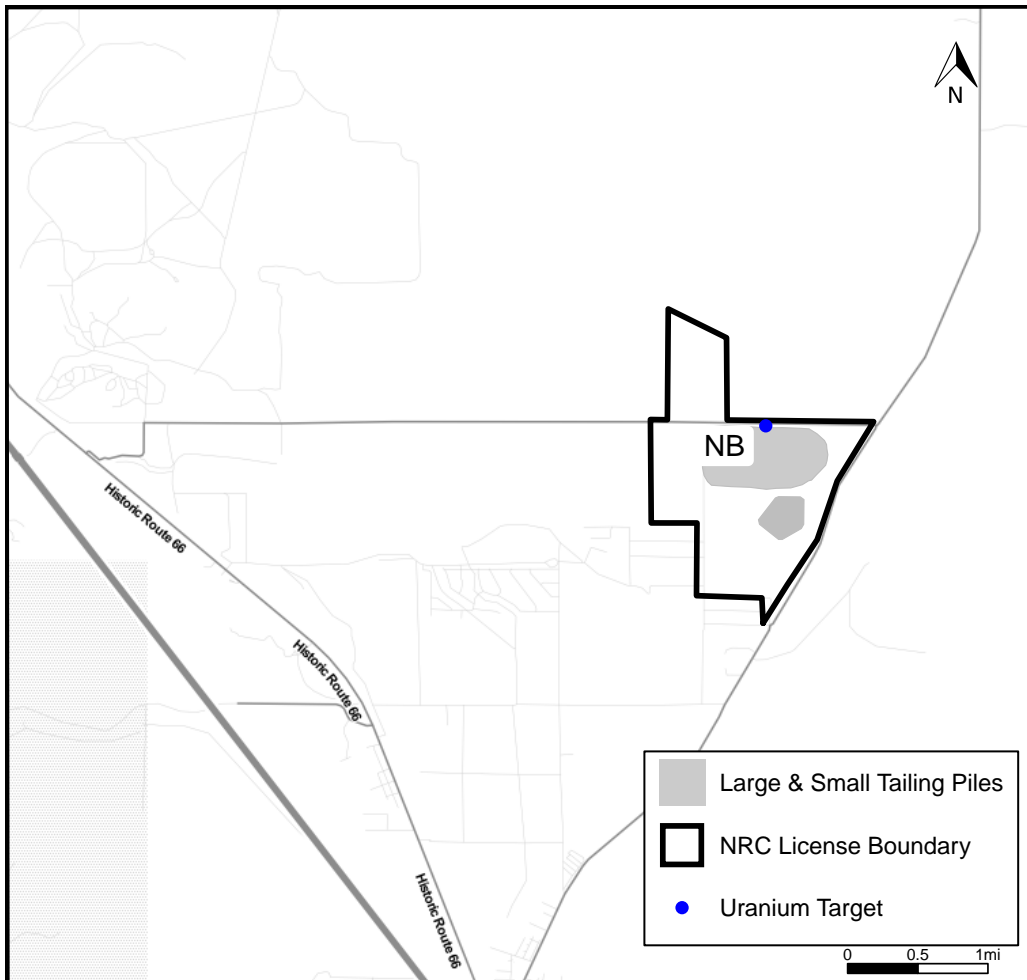 N
NB
Historic Route 66
Historic Route 66
Historic Route 66
Large & Small Tailing Piles
NRC License Boundary
Uranium Target
0 0.5 1mi